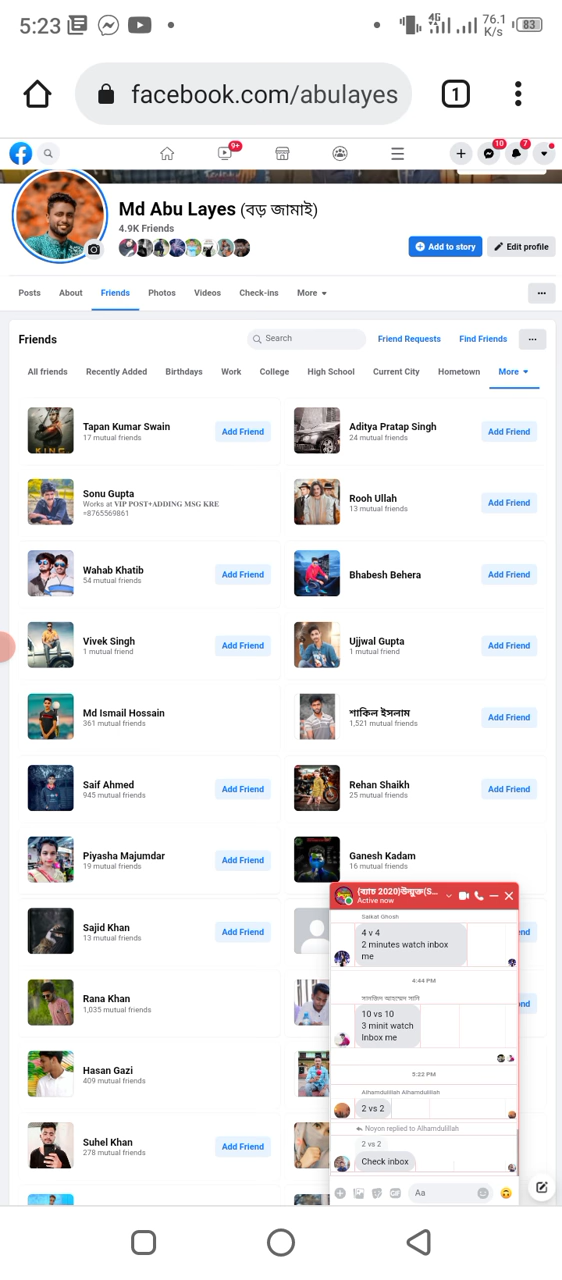 5:23
4G
76.1
K/s
83
facebook.com/abulayes
1
9+
10
7
Md Abu Layes (বড় জামাই)
4.9K Friends
Add to story
Edit profile
Posts
About
Friends
Photos
Videos
Check-ins
More
Friends
Search
Friend Requests
Find Friends
All friends
Recently Added
Birthdays
Work
College
High School
Current City
Hometown
More
KING
Tapan Kumar Swain
17 mutual friends
Add Friend
Aditya Pratap Singh
24 mutual friends
Add Friend
Sonu Gupta
Works at VIP POST+ADDING MSG KRE
=8765569861
Rooh Ullah
13 mutual friends
Add Friend
Wahab Khatib
54 mutual friends
Add Friend
Bhabesh Behera
Add Friend
Vivek Singh
1 mutual friend
Add Friend
Ujjwal Gupta
1 mutual friend
Add Friend
Md Ismail Hossain
361 mutual friends
শাকিল ইসলাম
1,521 mutual friends
Add Friend
Saif Ahmed
945 mutual friends
Add Friend
Rehan Shaikh
25 mutual friends
Add Friend
Piyasha Majumdar
19 mutual friends
Add Friend
Ganesh Kadam
16 mutual friends
Add Friend
Sajid Khan
13 mutual friends
Add Friend
Rana Khan
1,035 mutual friends
Hasan Gazi
409 mutual friends
Suhel Khan
278 mutual friends
Add Friend
(ব্যাচ 2020)উন্মুক্ত(S...
Active now
Saikat Ghosh
4 v 4
2 minutes watch inbox
me
4:44 PM
10 vs 10
3 minit watch
Inbox me
5:22 PM
Alhamdulillah Alhamdulillah
2 vs 2
Noyon replied to Alhamdulillah
2 vs 2
Check inbox
Aa